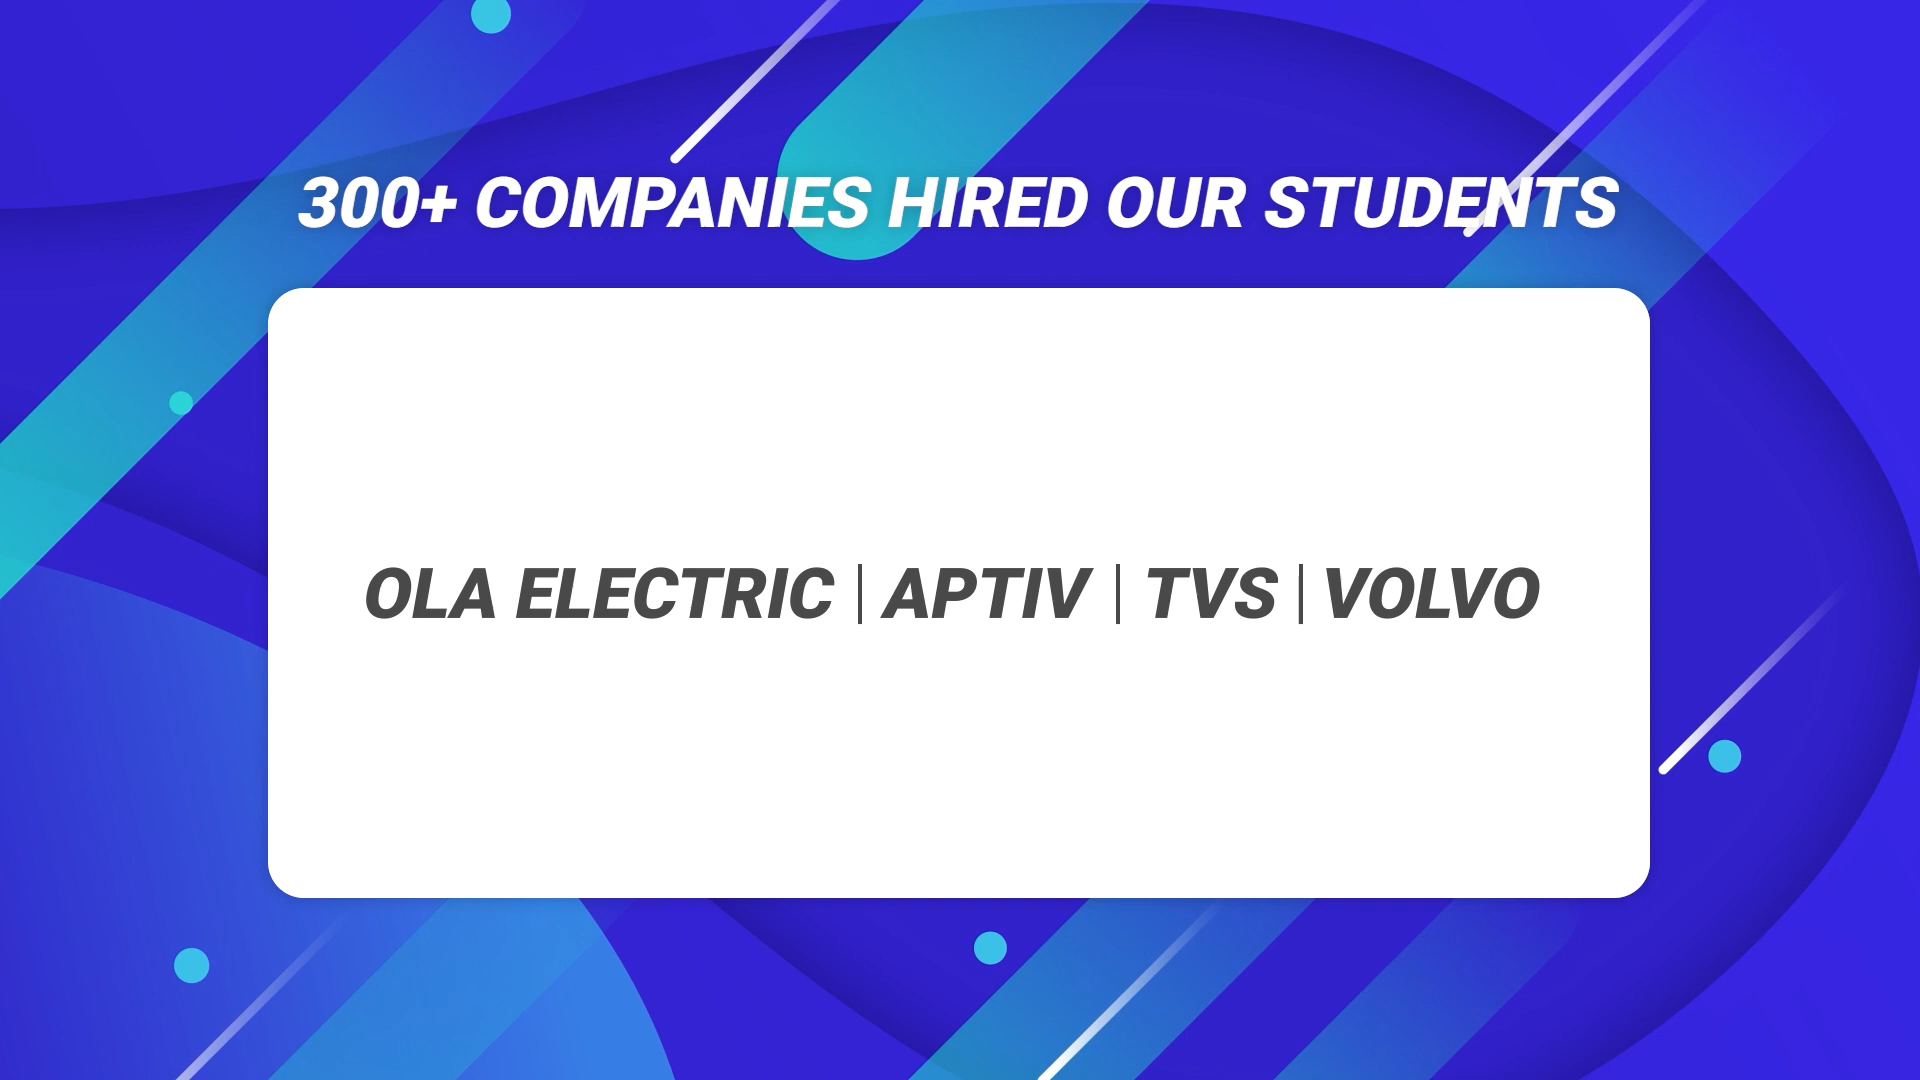 300+ COMPANIES HIRED OUR STUDENTS
OLA ELECTRIC | APTIV | TVS | VOLVO